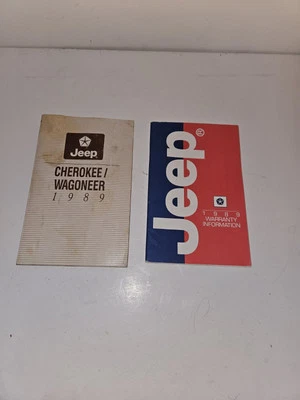 Jeep
CHEROKEE/
WAGONEER
1989
Jeep®
1989
WARRANTY
INFORMATION